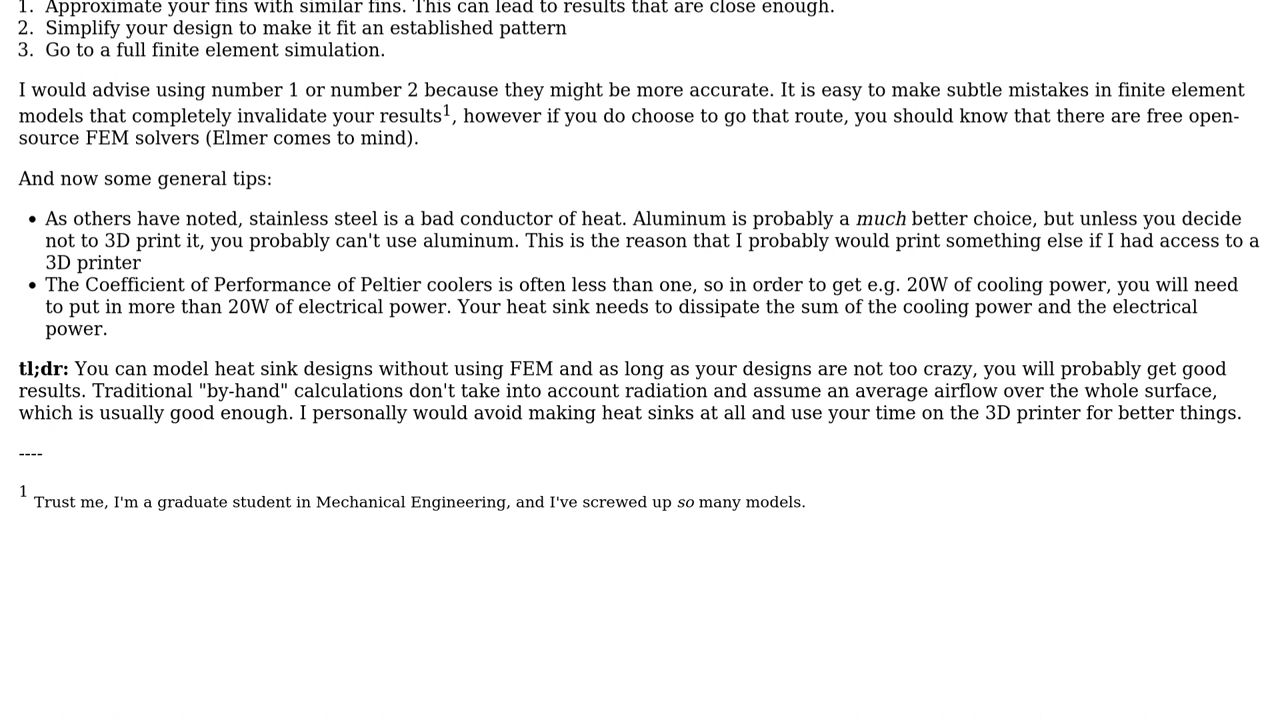 1. Approximate your fins with similar fins. This can lead to results that are close enough.
2. Simplify your design to make it fit an established pattern
3. Go to a full finite element simulation.
I would advise using number 1 or number 2 because they might be more accurate. It is easy to make subtle mistakes in finite element
models that completely invalidate your results1, however if you do choose to go that route, you should know that there are free open-
source FEM solvers (Elmer comes to mind).
And now some general tips:
• As others have noted, stainless steel is a bad conductor of heat. Aluminum is probably a much better choice, but unless you decide
not to 3D print it, you probably can't use aluminum. This is the reason that I probably would print something else if I had access to a
3D printer
• The Coefficient of Performance of Peltier coolers is often less than one, so in order to get e.g. 20W of cooling power, you will need
to put in more than 20W of electrical power. Your heat sink needs to dissipate the sum of the cooling power and the electrical
power.
tl;dr: You can model heat sink designs without using FEM and as long as your designs are not too crazy, you will probably get good
results. Traditional "by-hand" calculations don't take into account radiation and assume an average airflow over the whole surface,
which is usually good enough. I personally would avoid making heat sinks at all and use your time on the 3D printer for better things.
----
1 Trust me, I'm a graduate student in Mechanical Engineering, and I've screwed up so many models.